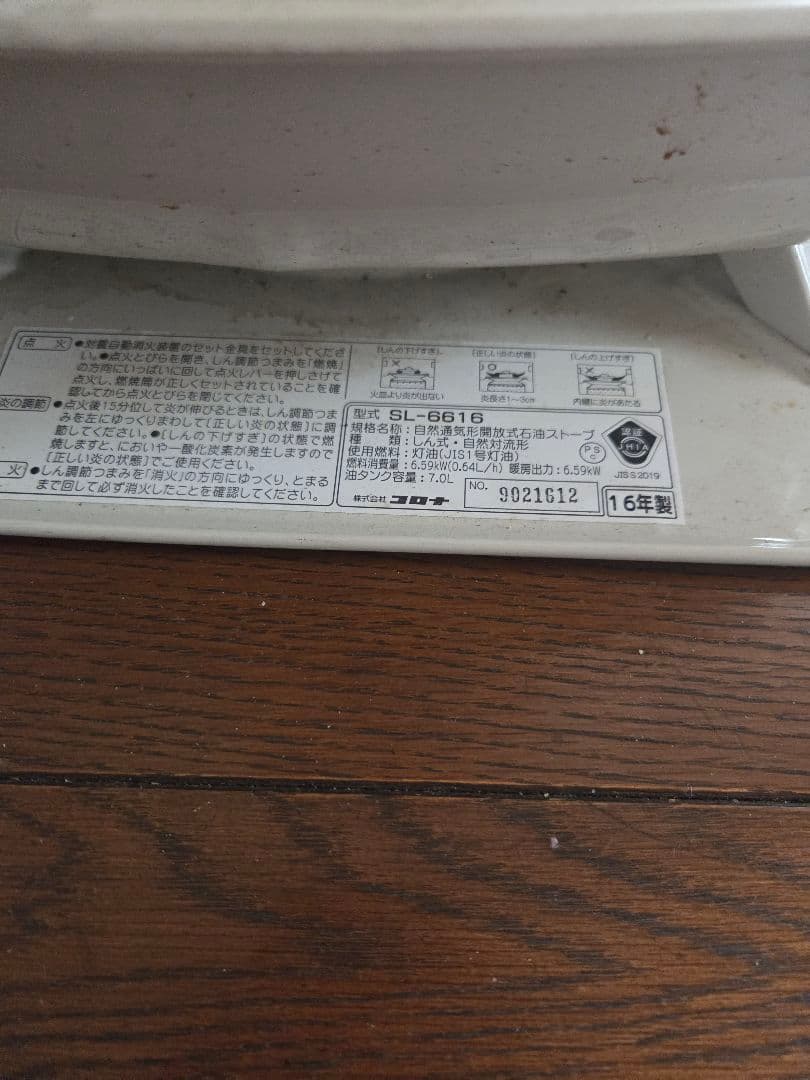 点火
●対震自動消火装置のセット金具をセットしてくださ
い。●点火とびらを開き、しん調節つまみを「燃焼」
の方向にいっぱいに回して点火レバーを押しさげて
点火し、燃焼筒が正しくセットされていることを確
認してから点火とびらを閉じてください。
炎の調節
●点火後15分位して炎が伸びるときは、しん調節つま
みを左にゆっくりまわして[正しい炎の状態]に調
節してください。●[しんの下げすぎ]の状態で燃
焼しますと、においや一酸化炭素が発生しますので
[正しい炎の状態]でご使用ください。
火
●しん調節つまみを「消火」の方向にゆっくり、とまる
まで回して必ず消火したことを確認してください。
[しんの下げすぎ]
火皿より炎が出ない
[正しい炎の状態]
炎長さ1~3cm
[しんの上げすぎ]
内網に炎があたる
型式 SL-6616
規格名称:自然通気形開放式石油ストーブ
種 類:しん式・自然対流形
使用燃料:灯油(JIS1号灯油)
燃料消費量:6.59kW(0.64L/h) 暖房出力:6.59kW
油タンク容量:7.0L
株式会社 コロナ
NO. 9021612
PS
C
認証
JHIA
JIS S 2019
16年製